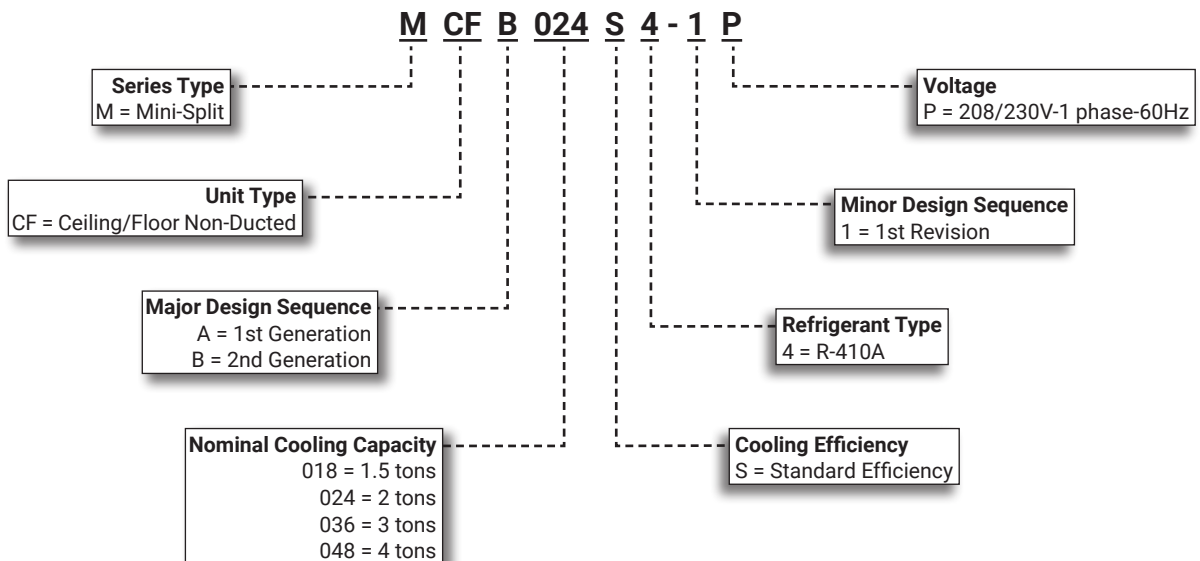 M CF B 024 S 4 - 1 P
Series Type
M = Mini-Split
Voltage
P = 208/230V-1 phase-60Hz
Unit Type
CF = Ceiling/Floor Non-Ducted
Minor Design Sequence
1 = 1st Revision
Major Design Sequence
A = 1st Generation
B = 2nd Generation
Refrigerant Type
4 = R-410A
Nominal Cooling Capacity
018 = 1.5 tons
024 = 2 tons
036 = 3 tons
048 = 4 tons
Cooling Efficiency
S = Standard Efficiency